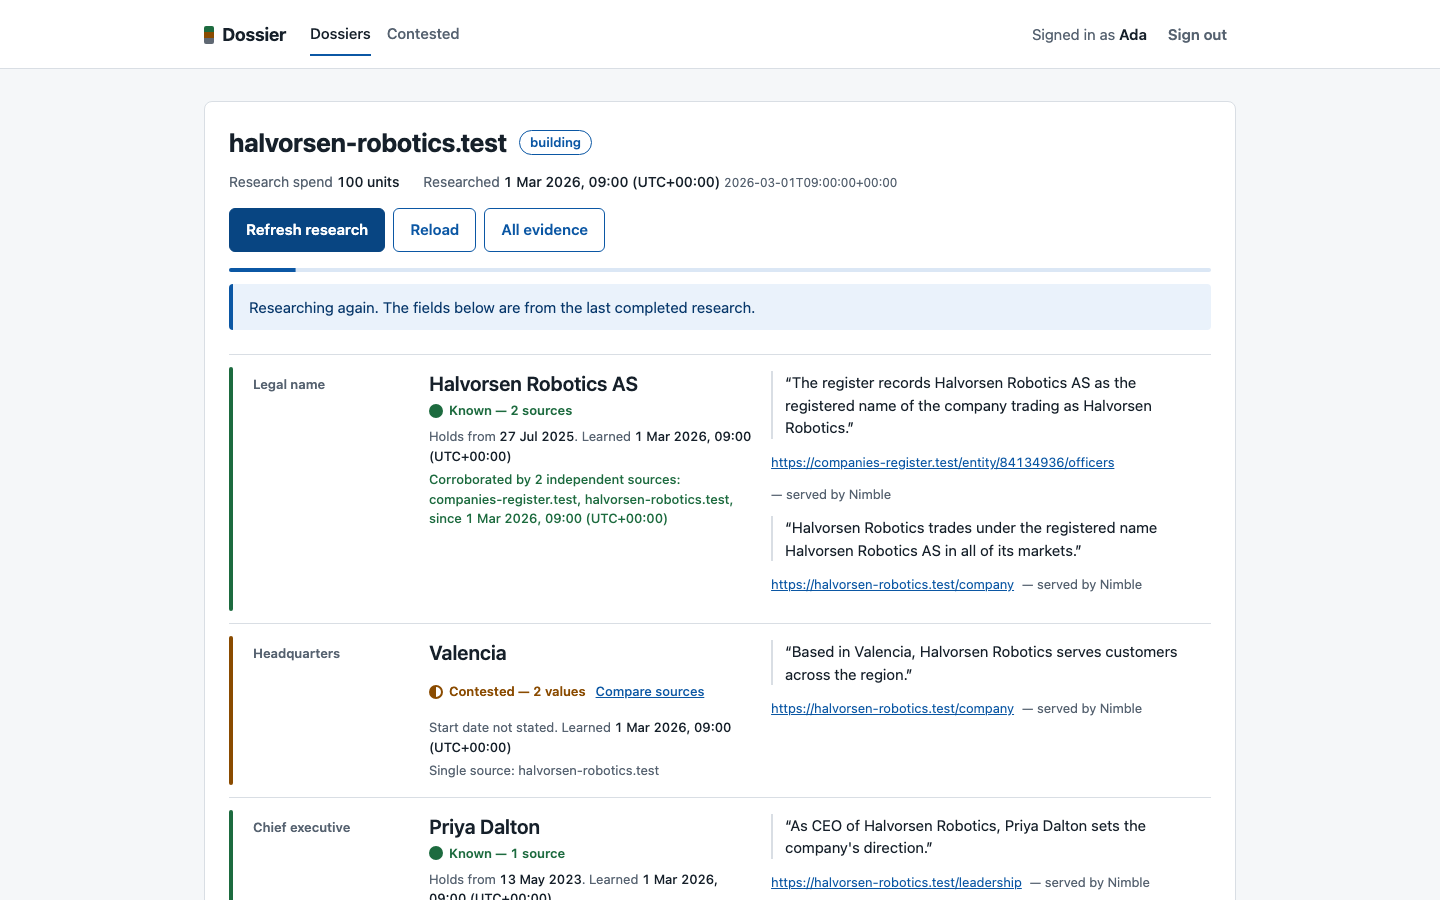 Dossier
Dossiers
Contested
Signed in as Ada
Sign out
halvorsen-robotics.test
building
Research spend 100 units
Researched 1 Mar 2026, 09:00 (UTC+00:00) 2026-03-01T09:00:00+00:00
Refresh research
Reload
All evidence
Researching again. The fields below are from the last completed research.
Legal name
Halvorsen Robotics AS
Known — 2 sources
Holds from 27 Jul 2025. Learned 1 Mar 2026, 09:00
(UTC+00:00)
Corroborated by 2 independent sources:
companies-register.test, halvorsen-robotics.test,
since 1 Mar 2026, 09:00 (UTC+00:00)
“The register records Halvorsen Robotics AS as the
registered name of the company trading as Halvorsen
Robotics.”
https://companies-register.test/entity/84134936/officers
— served by Nimble
“Halvorsen Robotics trades under the registered name
Halvorsen Robotics AS in all of its markets.”
https://halvorsen-robotics.test/company — served by Nimble
Headquarters
Valencia
Contested — 2 values Compare sources
Start date not stated. Learned 1 Mar 2026, 09:00
(UTC+00:00)
Single source: halvorsen-robotics.test
“Based in Valencia, Halvorsen Robotics serves customers
across the region.”
https://halvorsen-robotics.test/company — served by Nimble
Chief executive
Priya Dalton
Known — 1 source
Holds from 13 May 2023. Learned 1 Mar 2026,
09:00 (UTC+00:00)
“As CEO of Halvorsen Robotics, Priya Dalton sets the
company's direction.”
https://halvorsen-robotics.test/leadership — served by Nimble